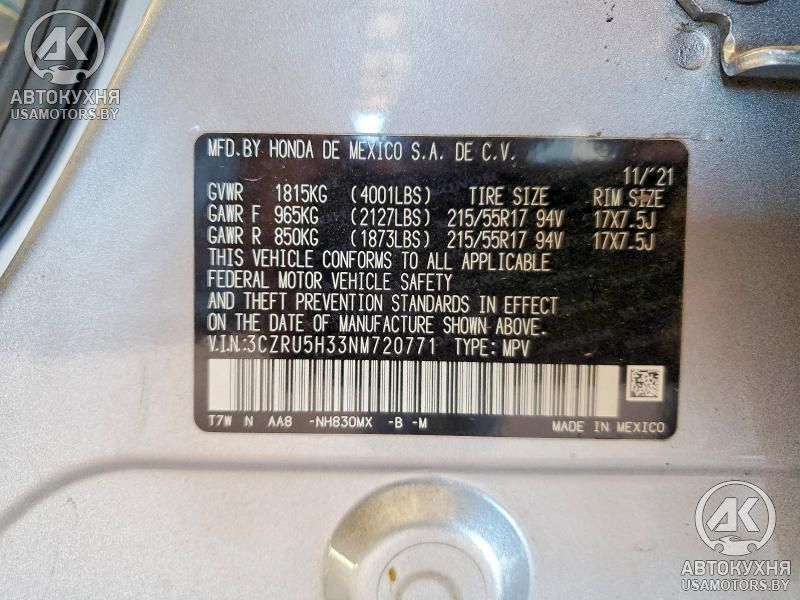 AK
АВТОКУХНЯ
USAMOTORS.BY
MFD.BY HONDA DE MEXICO S.A. DE C.V.
11/'21
GVWR 1815KG (4001LBS) TIRE SIZE RIM SIZE
GAWR F 965KG (2127LBS) 215/55R17 94V 17X7.5J
GAWR R 850KG (1873LBS) 215/55R17 94V 17X7.5J
THIS VEHICLE CONFORMS TO ALL APPLICABLE
FEDERAL MOTOR VEHICLE SAFETY
AND THEFT PREVENTION STANDARDS IN EFFECT
ON THE DATE OF MANUFACTURE SHOWN ABOVE.
V.I.N.:3CZRU5H33NM720771 TYPE: MPV
T7W N AA8 -NH830MX -B -M
MADE IN MEXICO
AK
АВТОКУХНЯ
USAMOTORS.BY